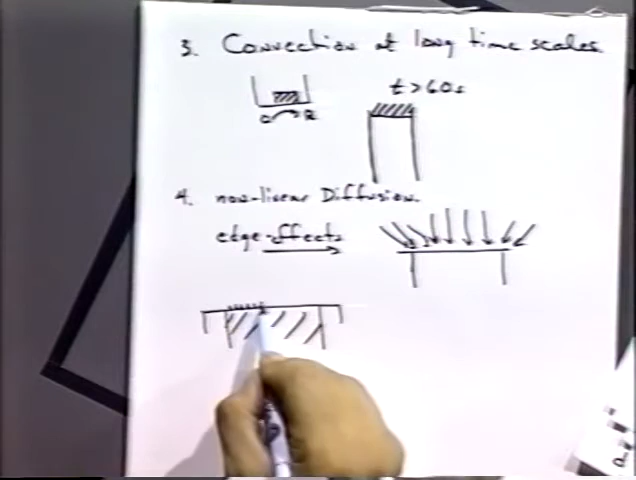 3. Convection at long time scales
t > 60s
O R
4. non-linear Diffusion.
edge-effects